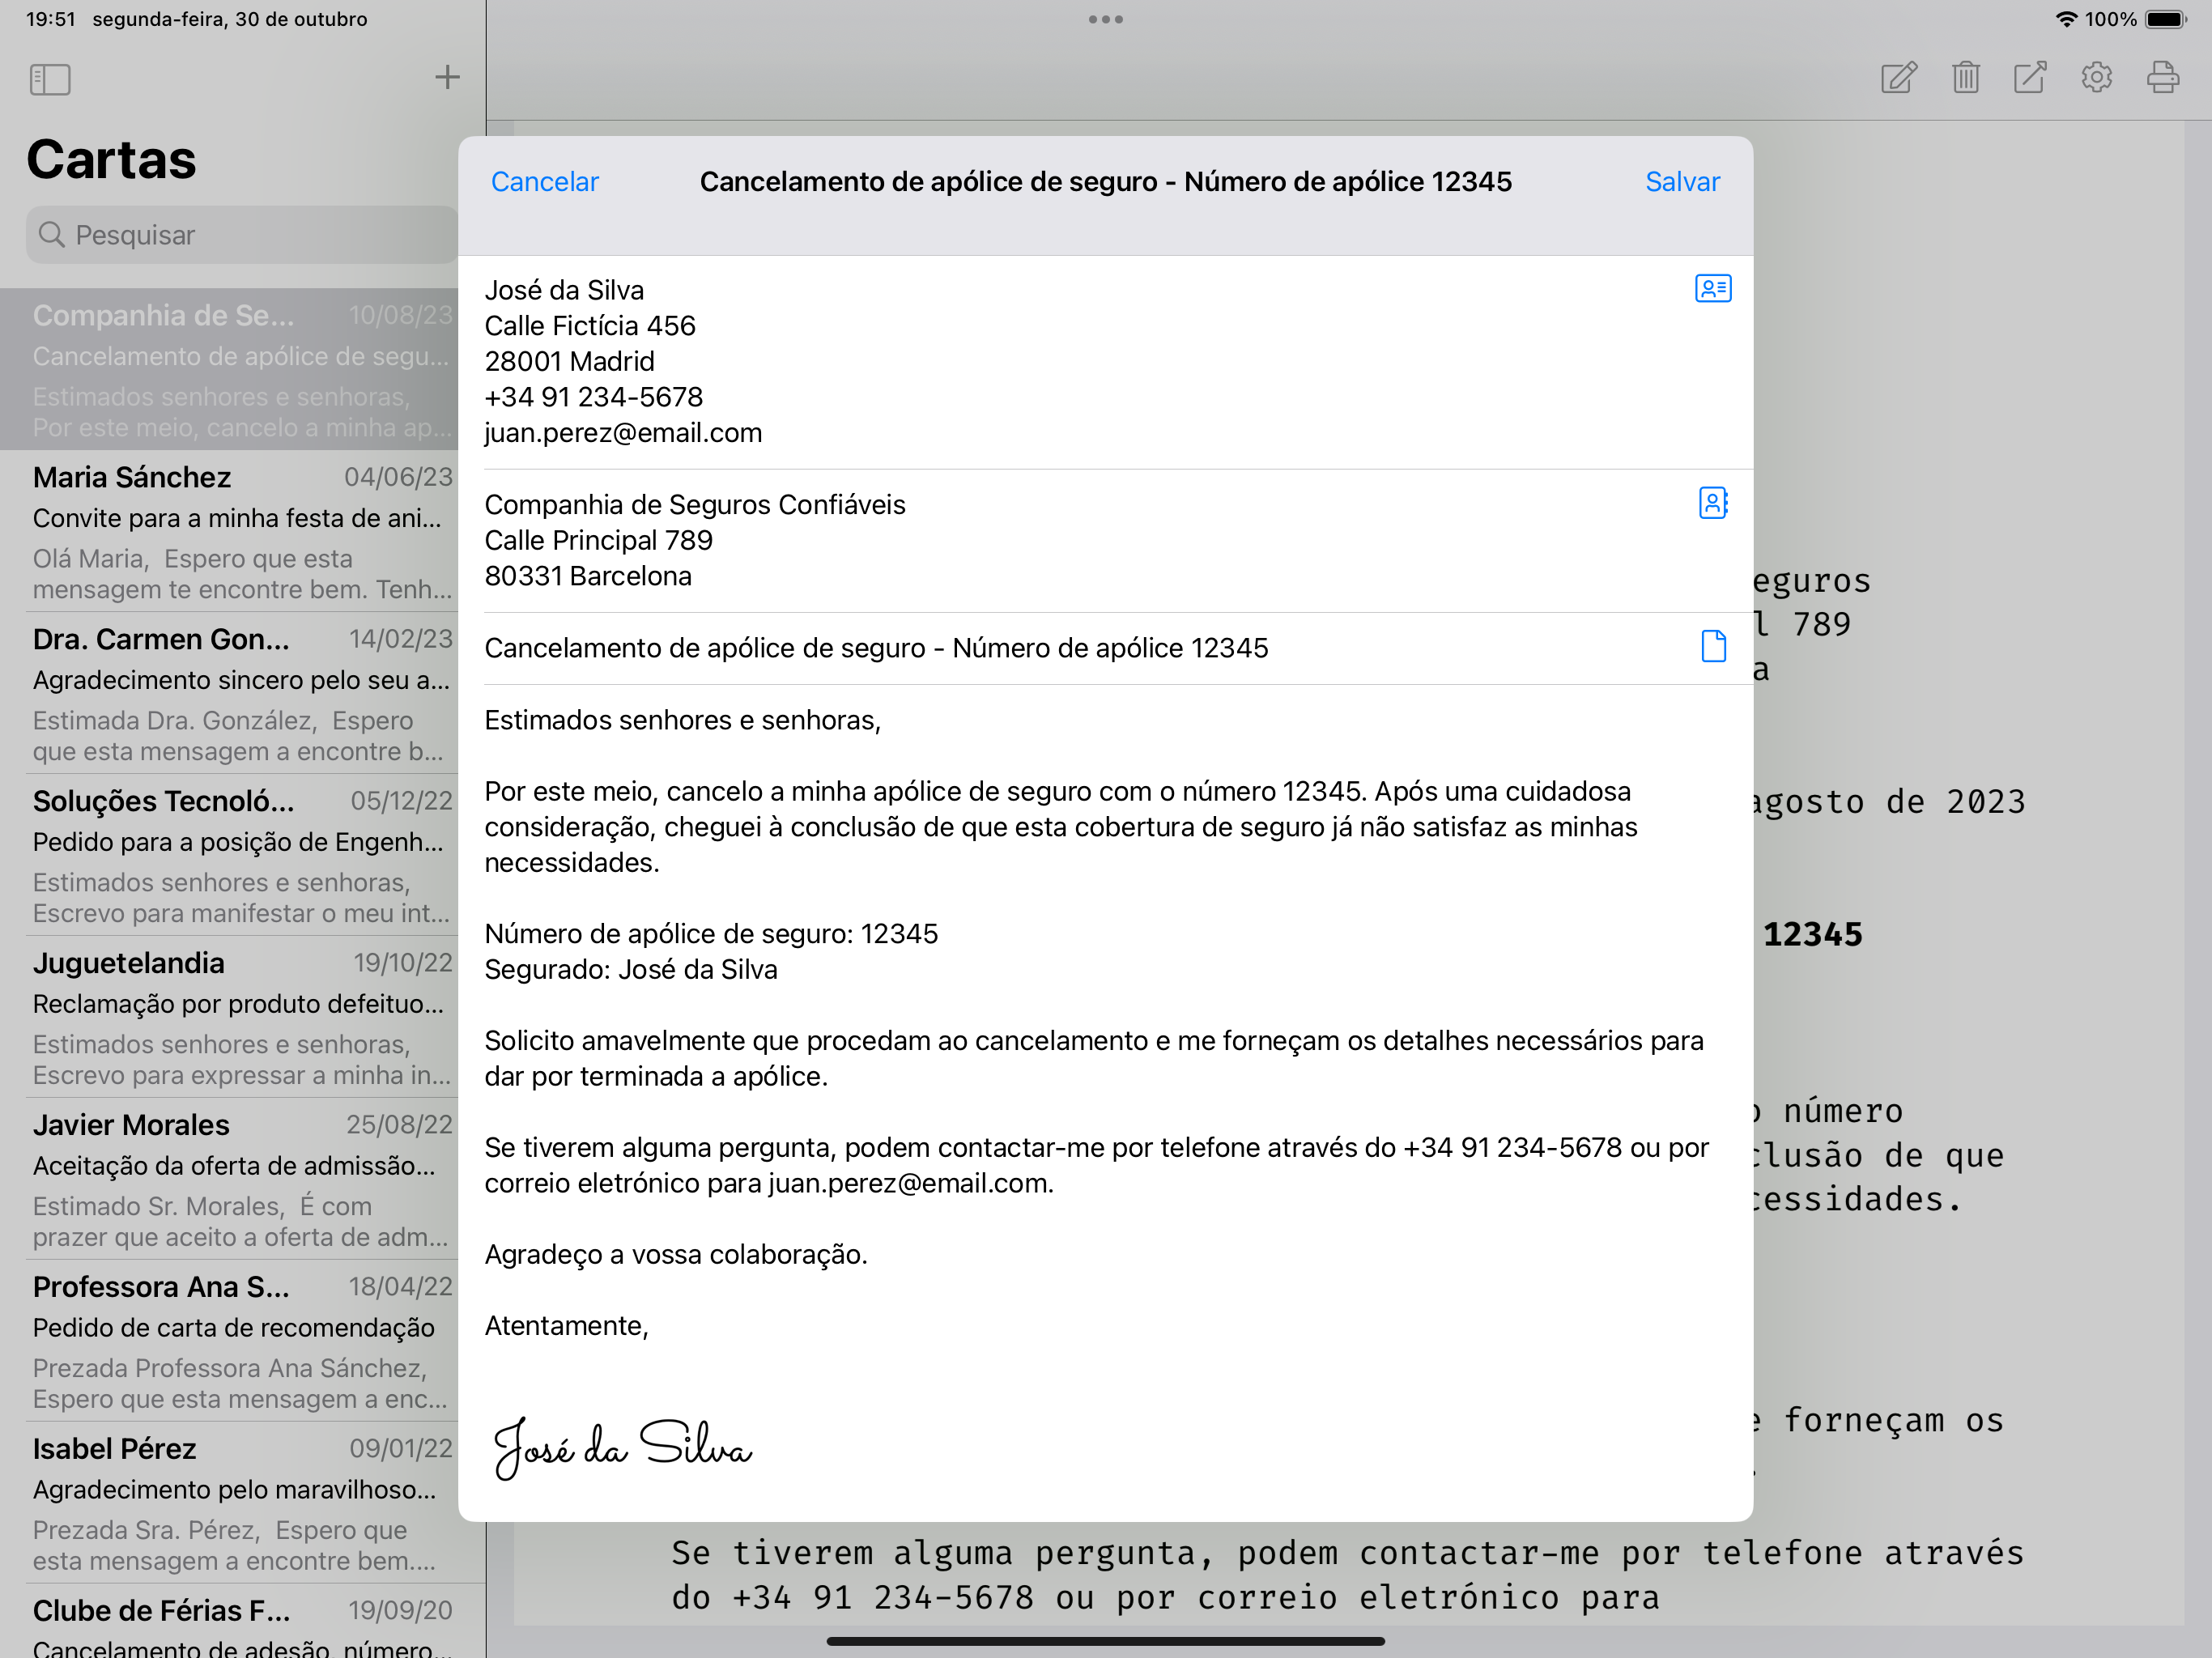 19:51 segunda-feira, 30 de outubro
100%
Cartas
Pesquisar
Companhia de Se... 10/08/23
Cancelamento de apólice de segu...
Estimados senhores e senhoras,
Por este meio, cancelo a minha ap...
Maria Sánchez 04/06/23
Convite para a minha festa de ani...
Olá Maria, Espero que esta
mensagem te encontre bem. Tenh...
Dra. Carmen Gon... 14/02/23
Agradecimento sincero pelo seu a...
Estimada Dra. González, Espero
que esta mensagem a encontre b...
Soluções Tecnoló... 05/12/22
Pedido para a posição de Engenh...
Estimados senhores e senhoras,
Escrevo para manifestar o meu int...
Juguetelandia 19/10/22
Reclamação por produto defeituo...
Estimados senhores e senhoras,
Escrevo para expressar a minha in...
Javier Morales 25/08/22
Aceitação da oferta de admissão...
Estimado Sr. Morales, É com
prazer que aceito a oferta de adm...
Professora Ana S... 18/04/22
Pedido de carta de recomendação
Prezada Professora Ana Sánchez,
Espero que esta mensagem a enc...
Isabel Pérez 09/01/22
Agradecimento pelo maravilhoso...
Prezada Sra. Pérez, Espero que
esta mensagem a encontre bem....
Clube de Férias F... 19/09/20
Cancelamento de adesão, número...
Cancelar Cancelamento de apólice de seguro - Número de apólice 12345 Salvar
José da Silva
Calle Fictícia 456
28001 Madrid
+34 91 234-5678
juan.perez@email.com
Companhia de Seguros Confiáveis
Calle Principal 789
80331 Barcelona
Cancelamento de apólice de seguro - Número de apólice 12345
Estimados senhores e senhoras,
Por este meio, cancelo a minha apólice de seguro com o número 12345. Após uma cuidadosa
consideração, cheguei à conclusão de que esta cobertura de seguro já não satisfaz as minhas
necessidades.
Número de apólice de seguro: 12345
Segurado: José da Silva
Solicito amavelmente que procedam ao cancelamento e me forneçam os detalhes necessários para
dar por terminada a apólice.
Se tiverem alguma pergunta, podem contactar-me por telefone através do +34 91 234-5678 ou por
correio eletrónico para juan.perez@email.com.
Agradeço a vossa colaboração.
Atentamente,
José da Silva
eguros
l 789
a
agosto de 2023
12345
o número
clusão de que
cessidades.
e forneçam os
.
Se tiverem alguma pergunta, podem contactar-me por telefone através
do +34 91 234-5678 ou por correio eletrónico para